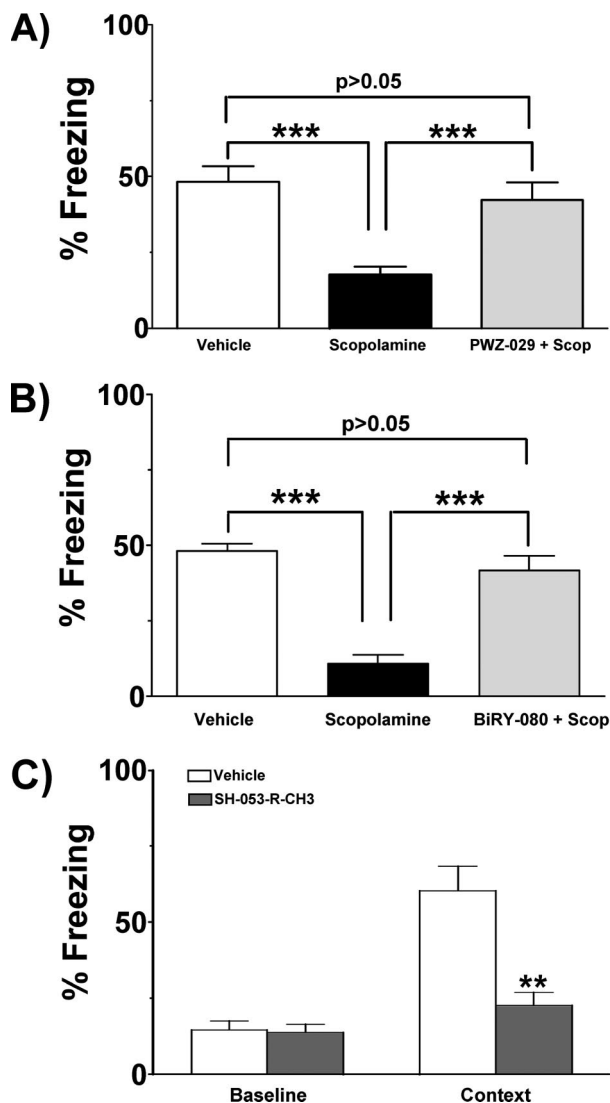 A)
100
p>0.05
*** ***
50
% Freezing
0
Vehicle Scopolamine PWZ-029 + Scop
B)
100
p>0.05
*** ***
50
% Freezing
0
Vehicle Scopolamine BiRY-080 + Scop
C)
100
Vehicle
SH-053-R-CH3
50
% Freezing
**
0
Baseline Context